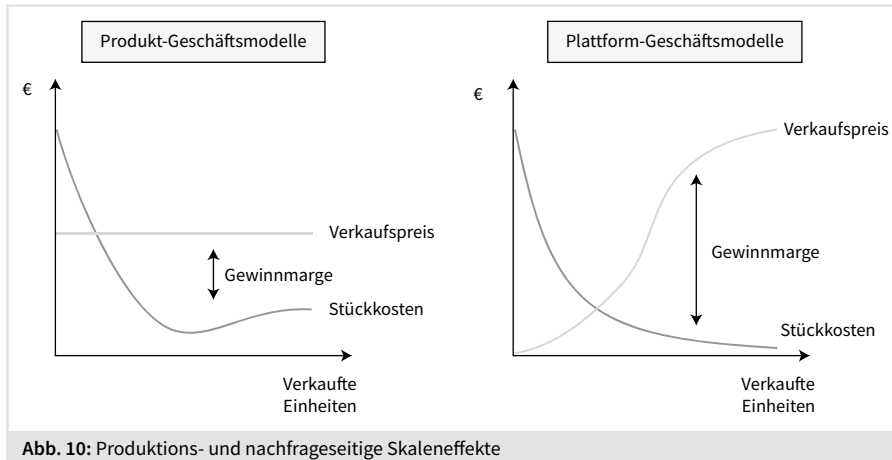 Produkt-Geschäftsmodelle
€
Verkaufspreis
Gewinnmarge
Stückkosten
Verkaufte
Einheiten
Plattform-Geschäftsmodelle
€
Verkaufspreis
Gewinnmarge
Stückkosten
Verkaufte
Einheiten
Abb. 10: Produktions- und nachfrageseitige Skaleneffekte